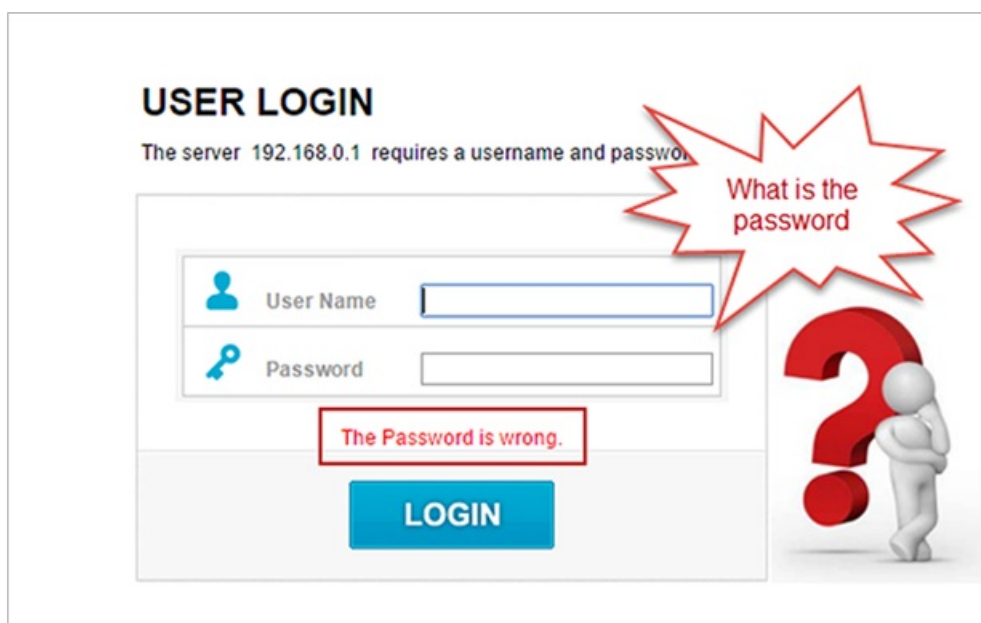 USER LOGIN
The server 192.168.0.1 requires a username and passwo
What is the
password
User Name
Password
The Password is wrong.
LOGIN